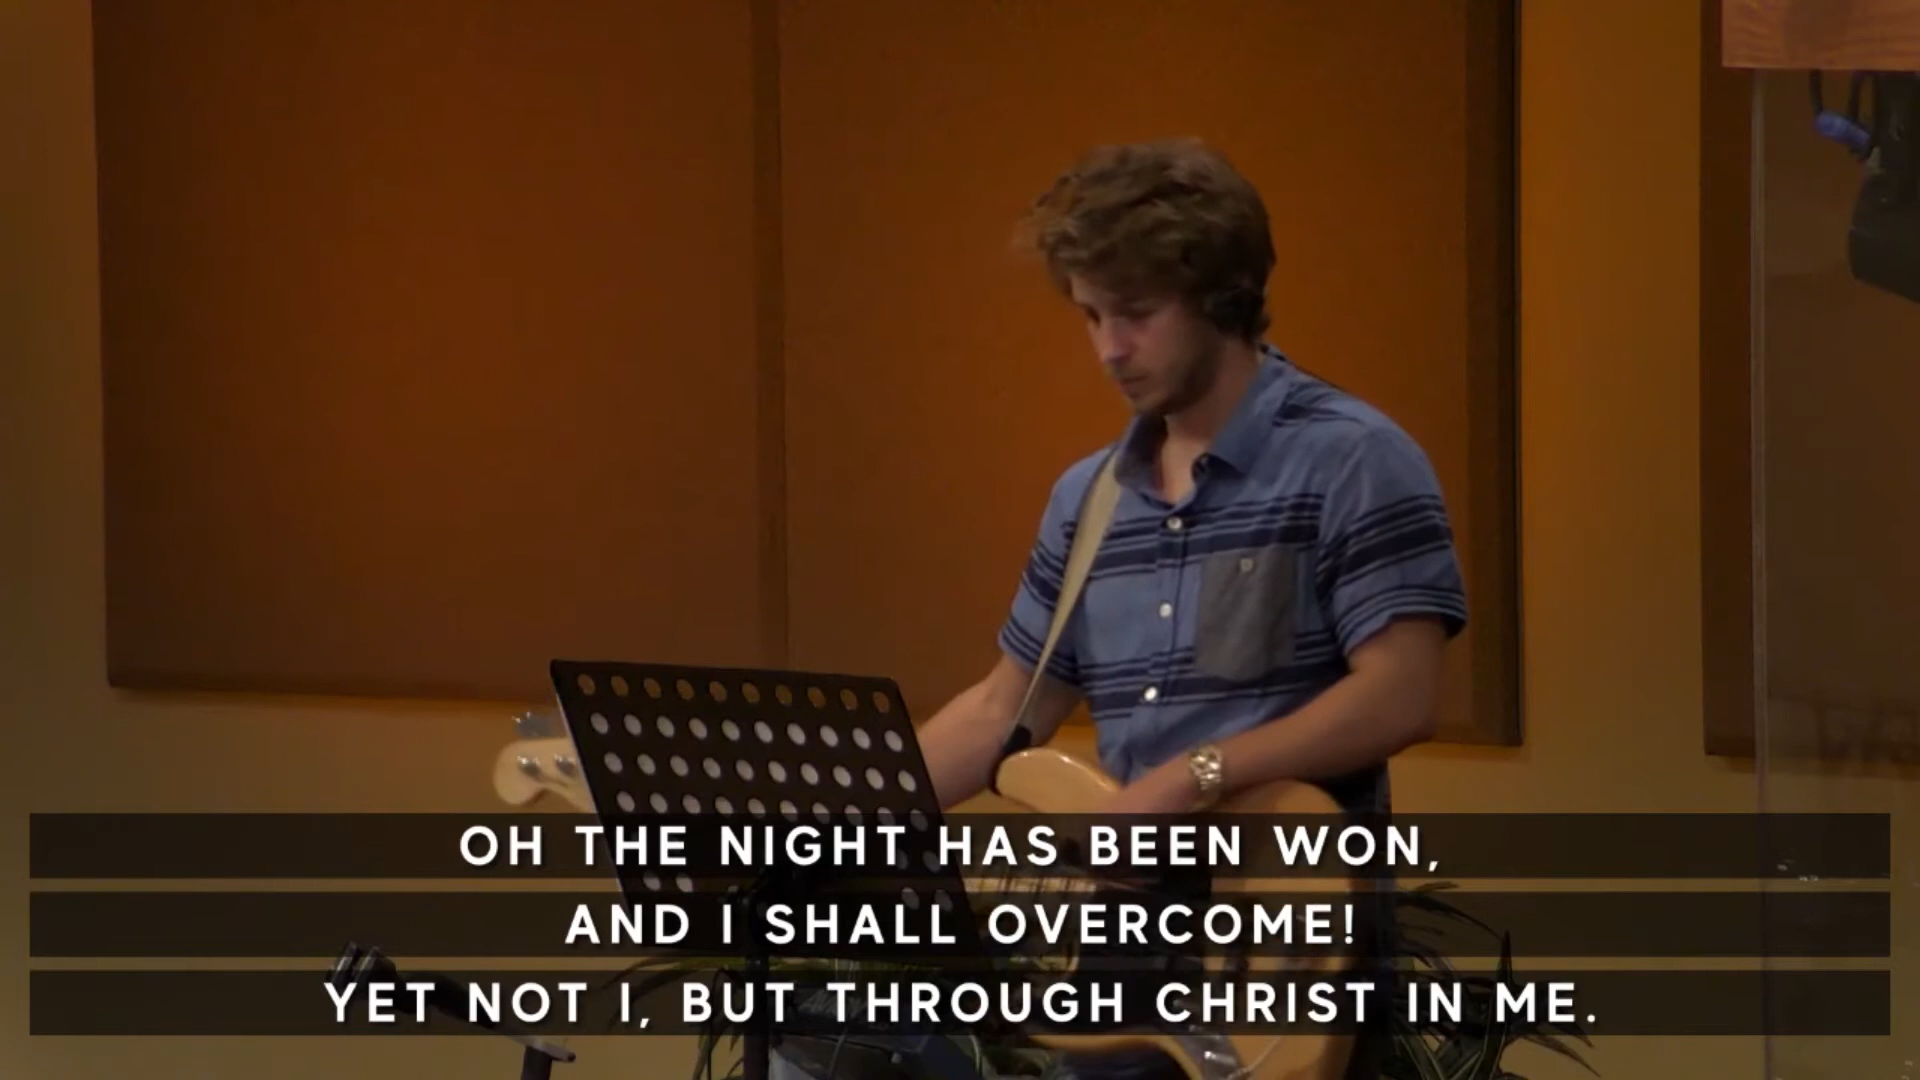 OH THE NIGHT HAS BEEN WON,
AND I SHALL OVERCOME!
YET NOT I, BUT THROUGH CHRIST IN ME.